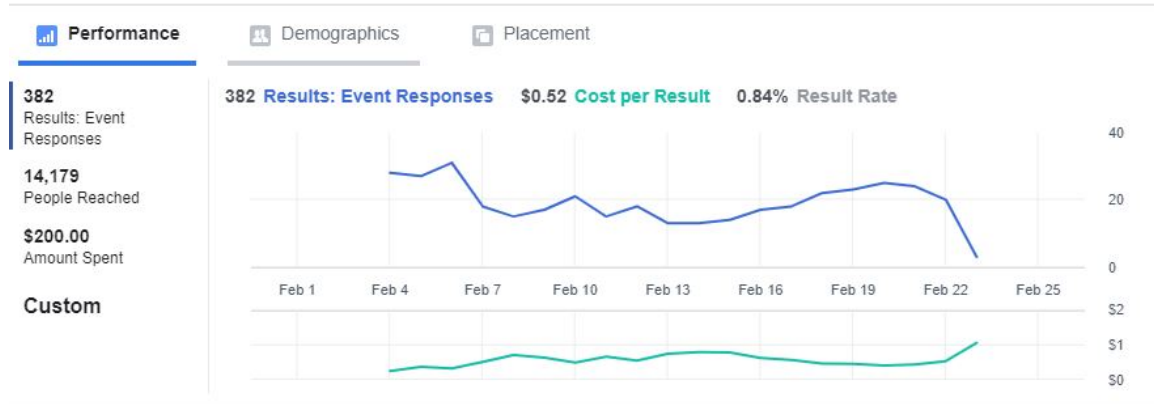 Performance
Demographics
Placement
382
Results: Event
Responses
14,179
People Reached
$200.00
Amount Spent
Custom
382 Results: Event Responses $0.52 Cost per Result 0.84% Result Rate
40
20
0
Feb 1 Feb 4 Feb 7 Feb 10 Feb 13 Feb 16 Feb 19 Feb 22 Feb 25
$2
$1
$0